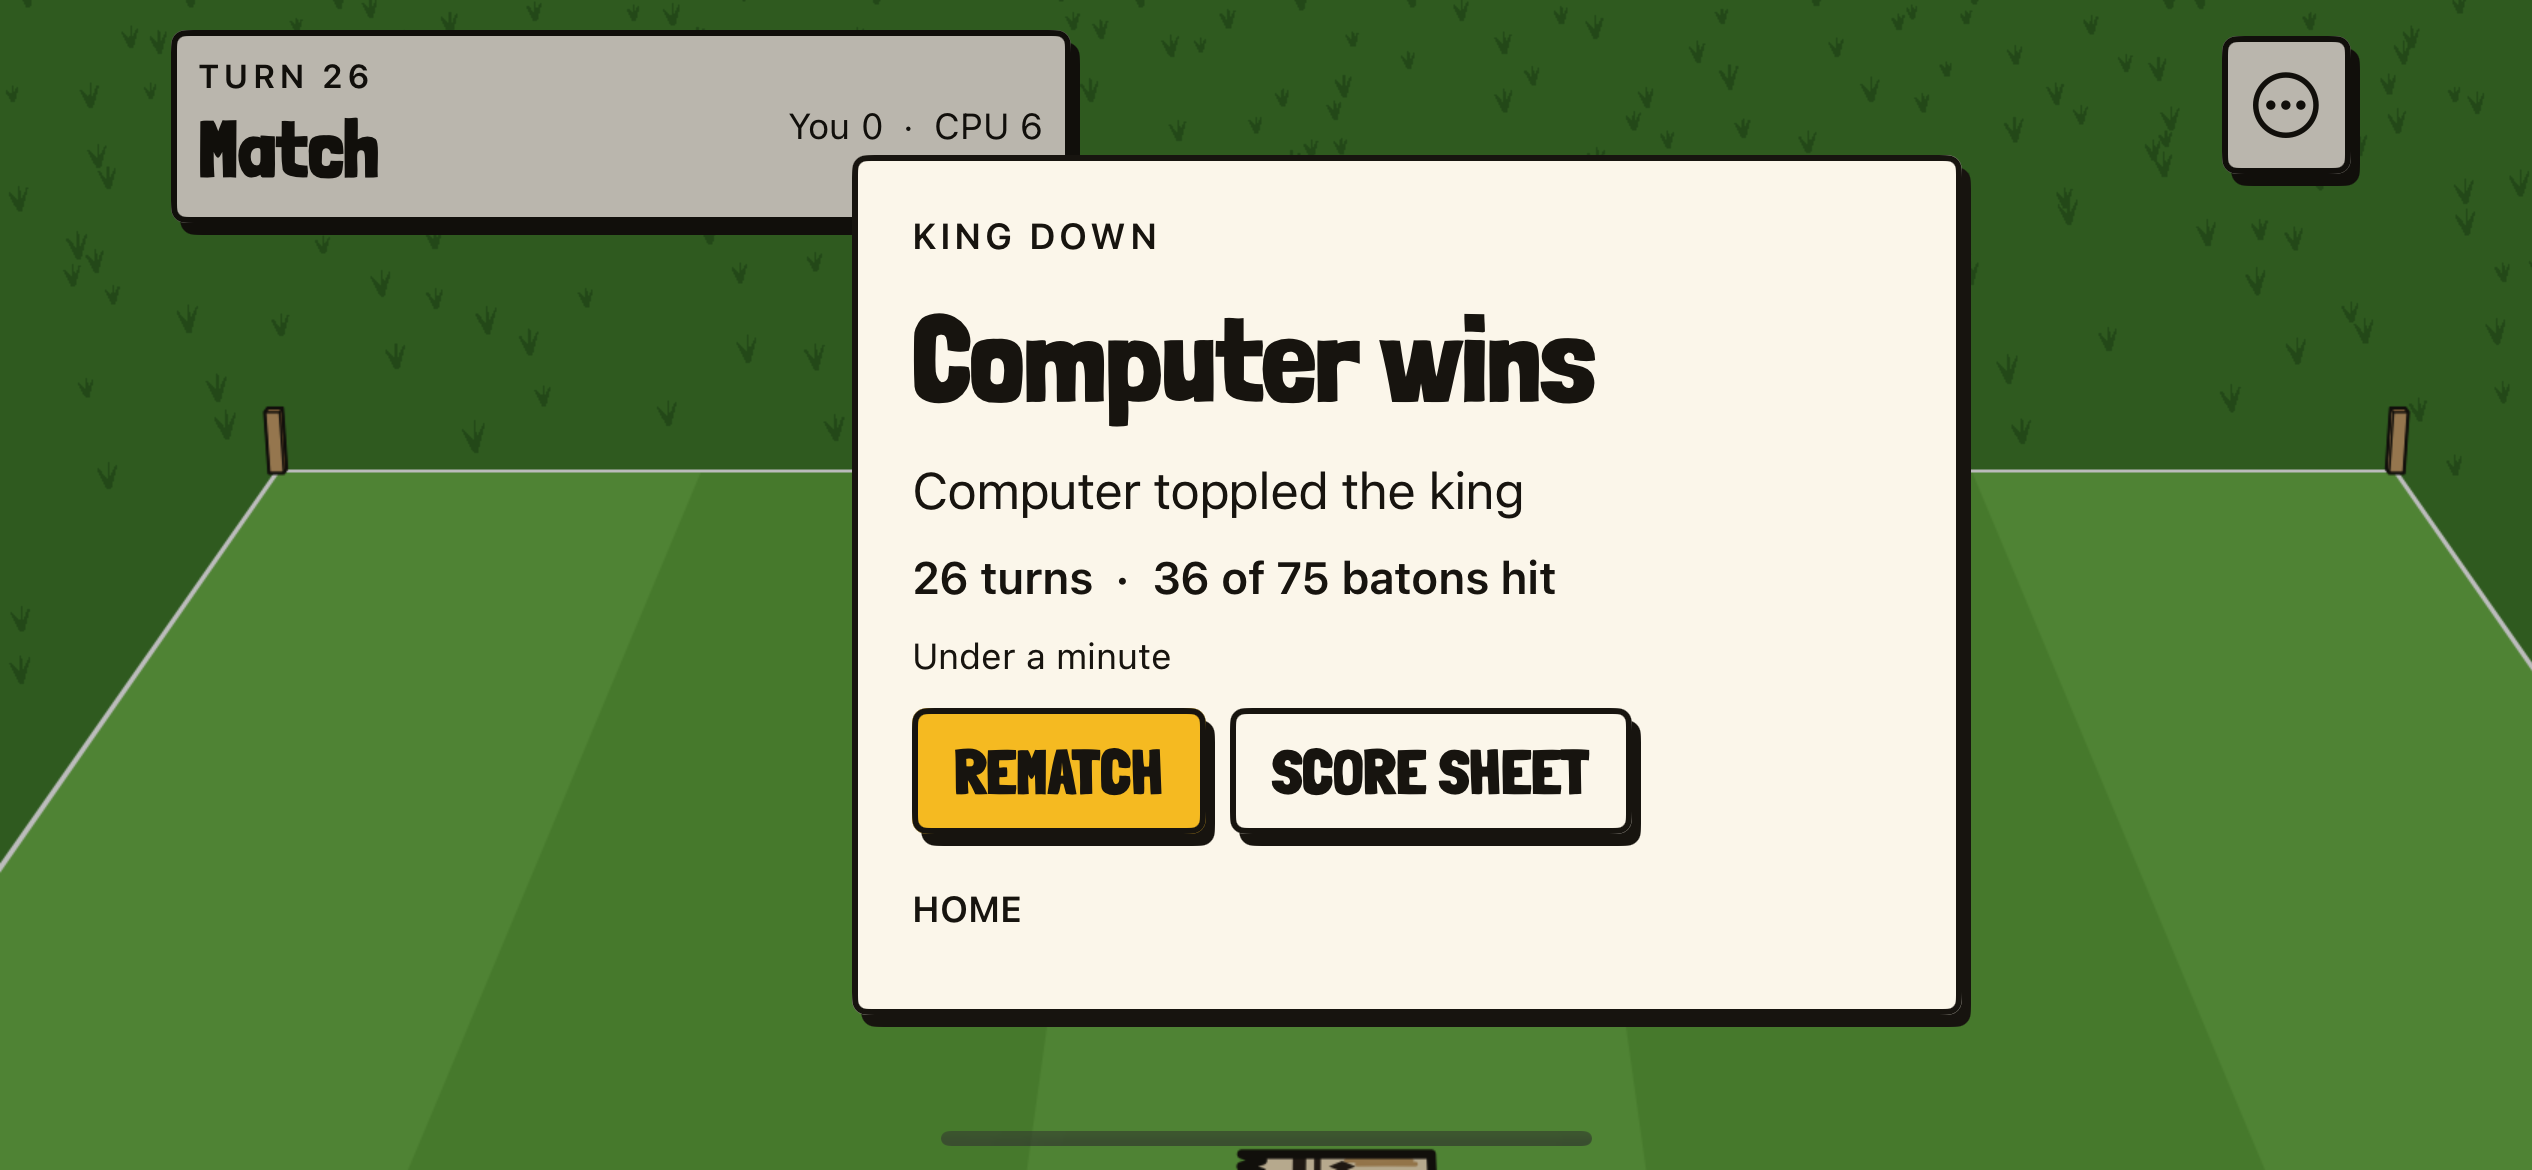 TURN 26
Match
You 0 · CPU 6
KING DOWN
Computer wins
Computer toppled the king
26 turns · 36 of 75 batons hit
Under a minute
REMATCH
SCORE SHEET
HOME